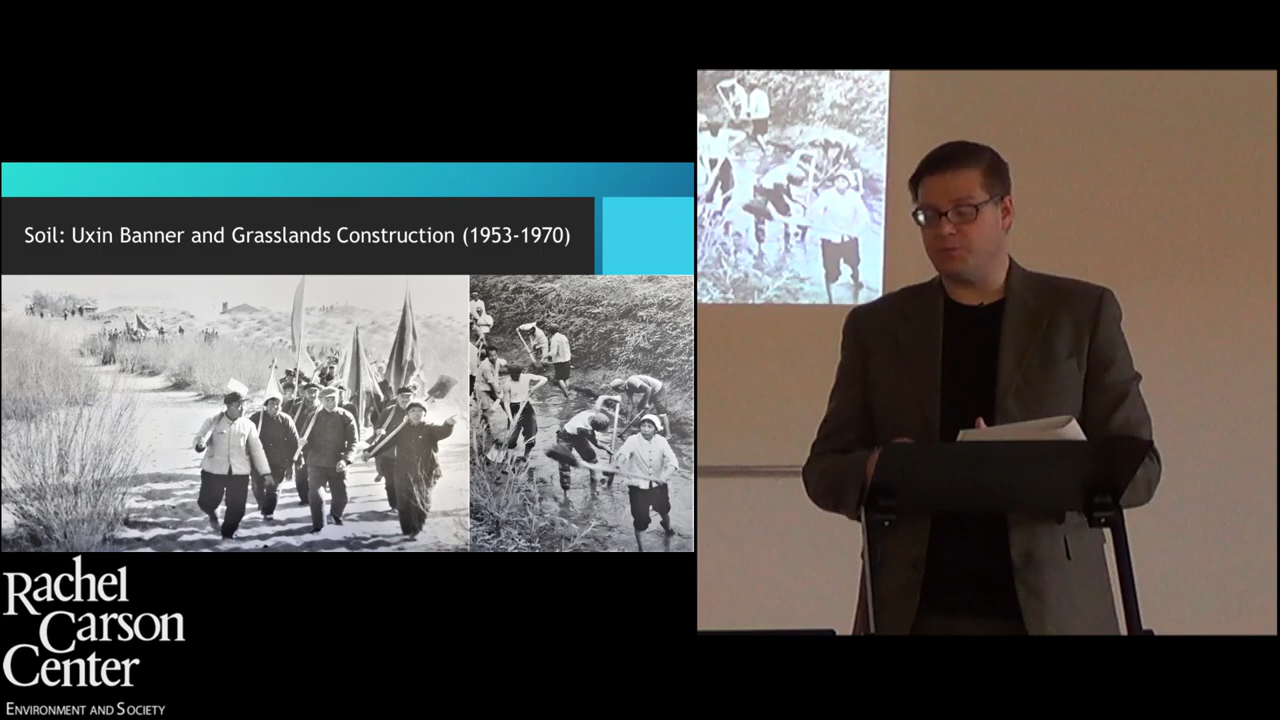 Soil: Uxin Banner and Grasslands Construction (1953-1970)
Rachel
Carson
Center
ENVIRONMENT AND SOCIETY